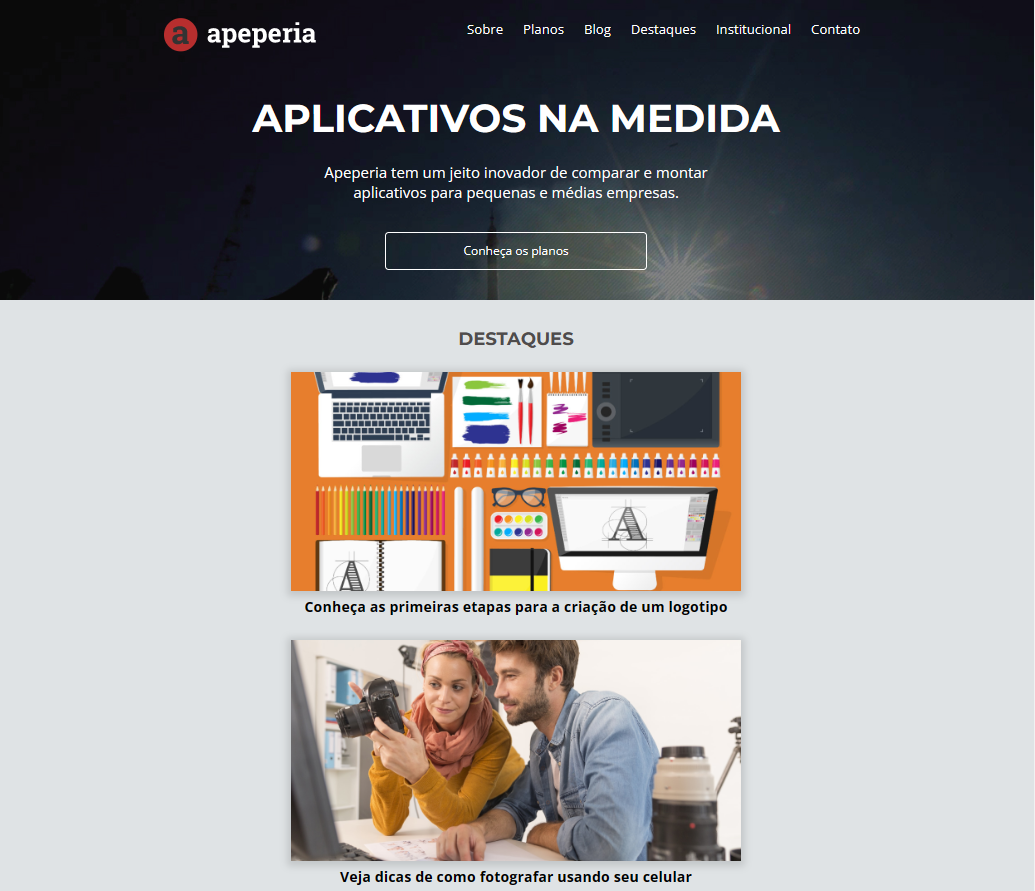 a apeperia
Sobre Planos Blog Destaques Institucional Contato
APLICATIVOS NA MEDIDA
Apeperia tem um jeito inovador de comparar e montar
aplicativos para pequenas e médias empresas.
Conheça os planos
DESTAQUES
A
A
Conheça as primeiras etapas para a criação de um logotipo
Veja dicas de como fotografar usando seu celular